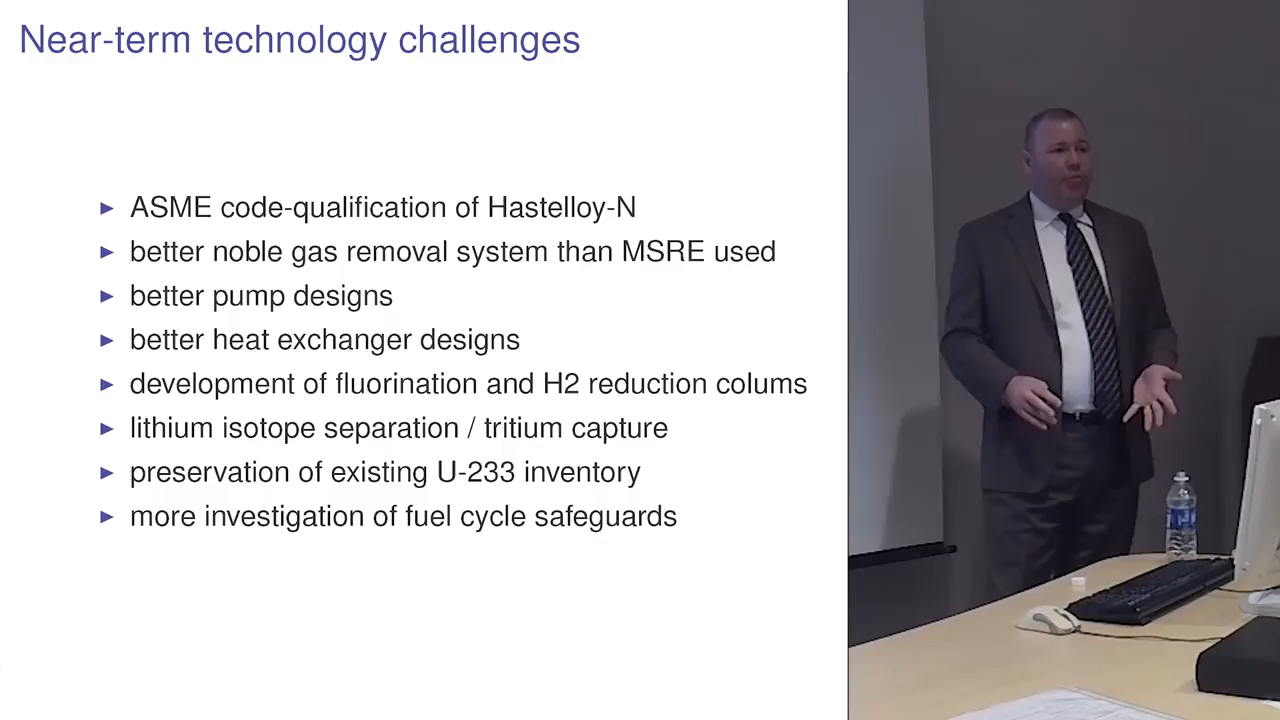 Near-term technology challenges
▶ ASME code-qualification of Hastelloy-N
▶ better noble gas removal system than MSRE used
▶ better pump designs
▶ better heat exchanger designs
▶ development of fluorination and H2 reduction colums
▶ lithium isotope separation / tritium capture
▶ preservation of existing U-233 inventory
▶ more investigation of fuel cycle safeguards